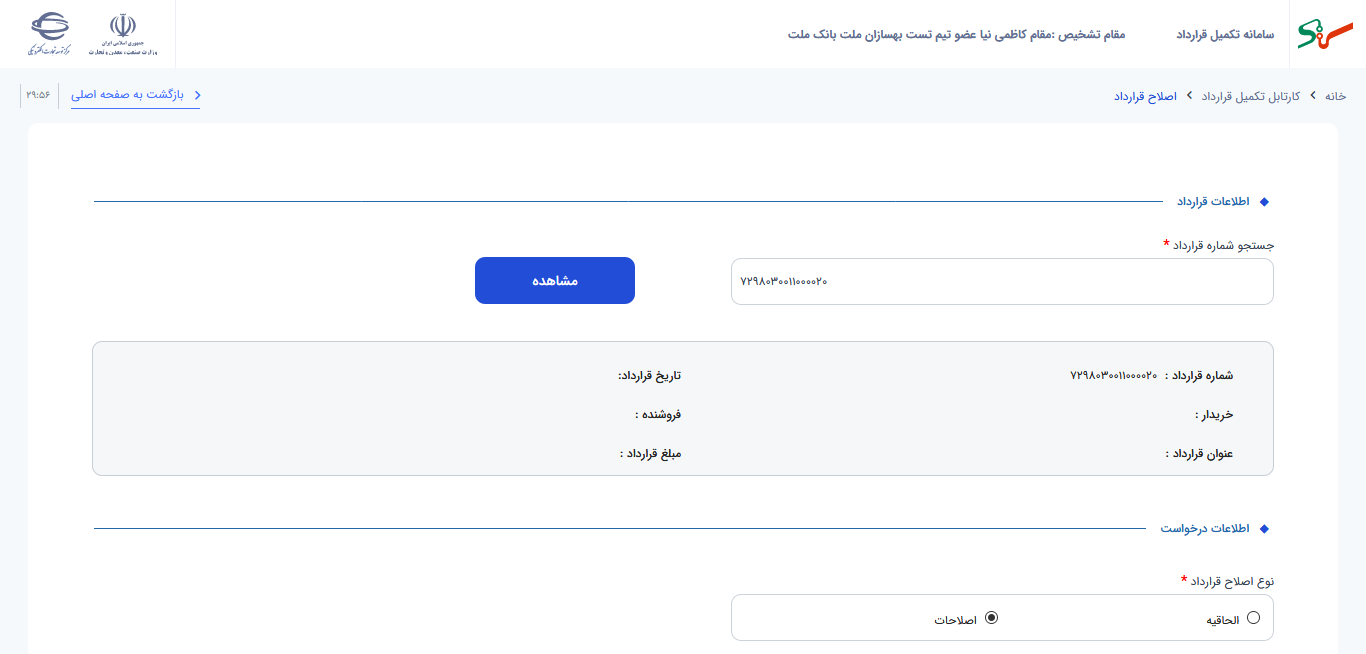 سامانه تکمیل قرارداد
مقام تشخیص :مقام کاظمی نیا عضو تیم تست بهسازان ملت بانک ملت
جمهوری اسلامی ایران
وزارت صنعت، معدن و تجارت
مرکز توسعه تجارت الکترونیکی
خانه
کارتابل تکمیل قرارداد
اصلاح قرارداد
بازگشت به صفحه اصلی
۲۹:۵۶
اطلاعات قرارداد
جستجو شماره قرارداد *
۷۲۹۸۰۳۰۰۱۱۰۰۰۰۲۰
مشاهده
شماره قرارداد : ۷۲۹۸۰۳۰۰۱۱۰۰۰۰۲۰
تاریخ قرارداد:
خریدار :
فروشنده :
عنوان قرارداد :
مبلغ قرارداد :
اطلاعات درخواست
نوع اصلاح قرارداد *
الحاقیه
اصلاحات